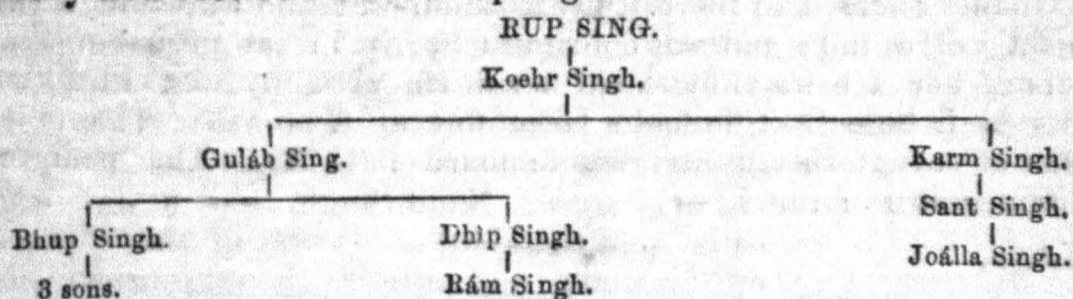 RUP SING.
Koehr Singh.
Guláb Sing. Karm Singh.
Sant Singh.
Bhup Singh. Dhìp Singh. Joálla Singh.
3 sons. Rám Singh.